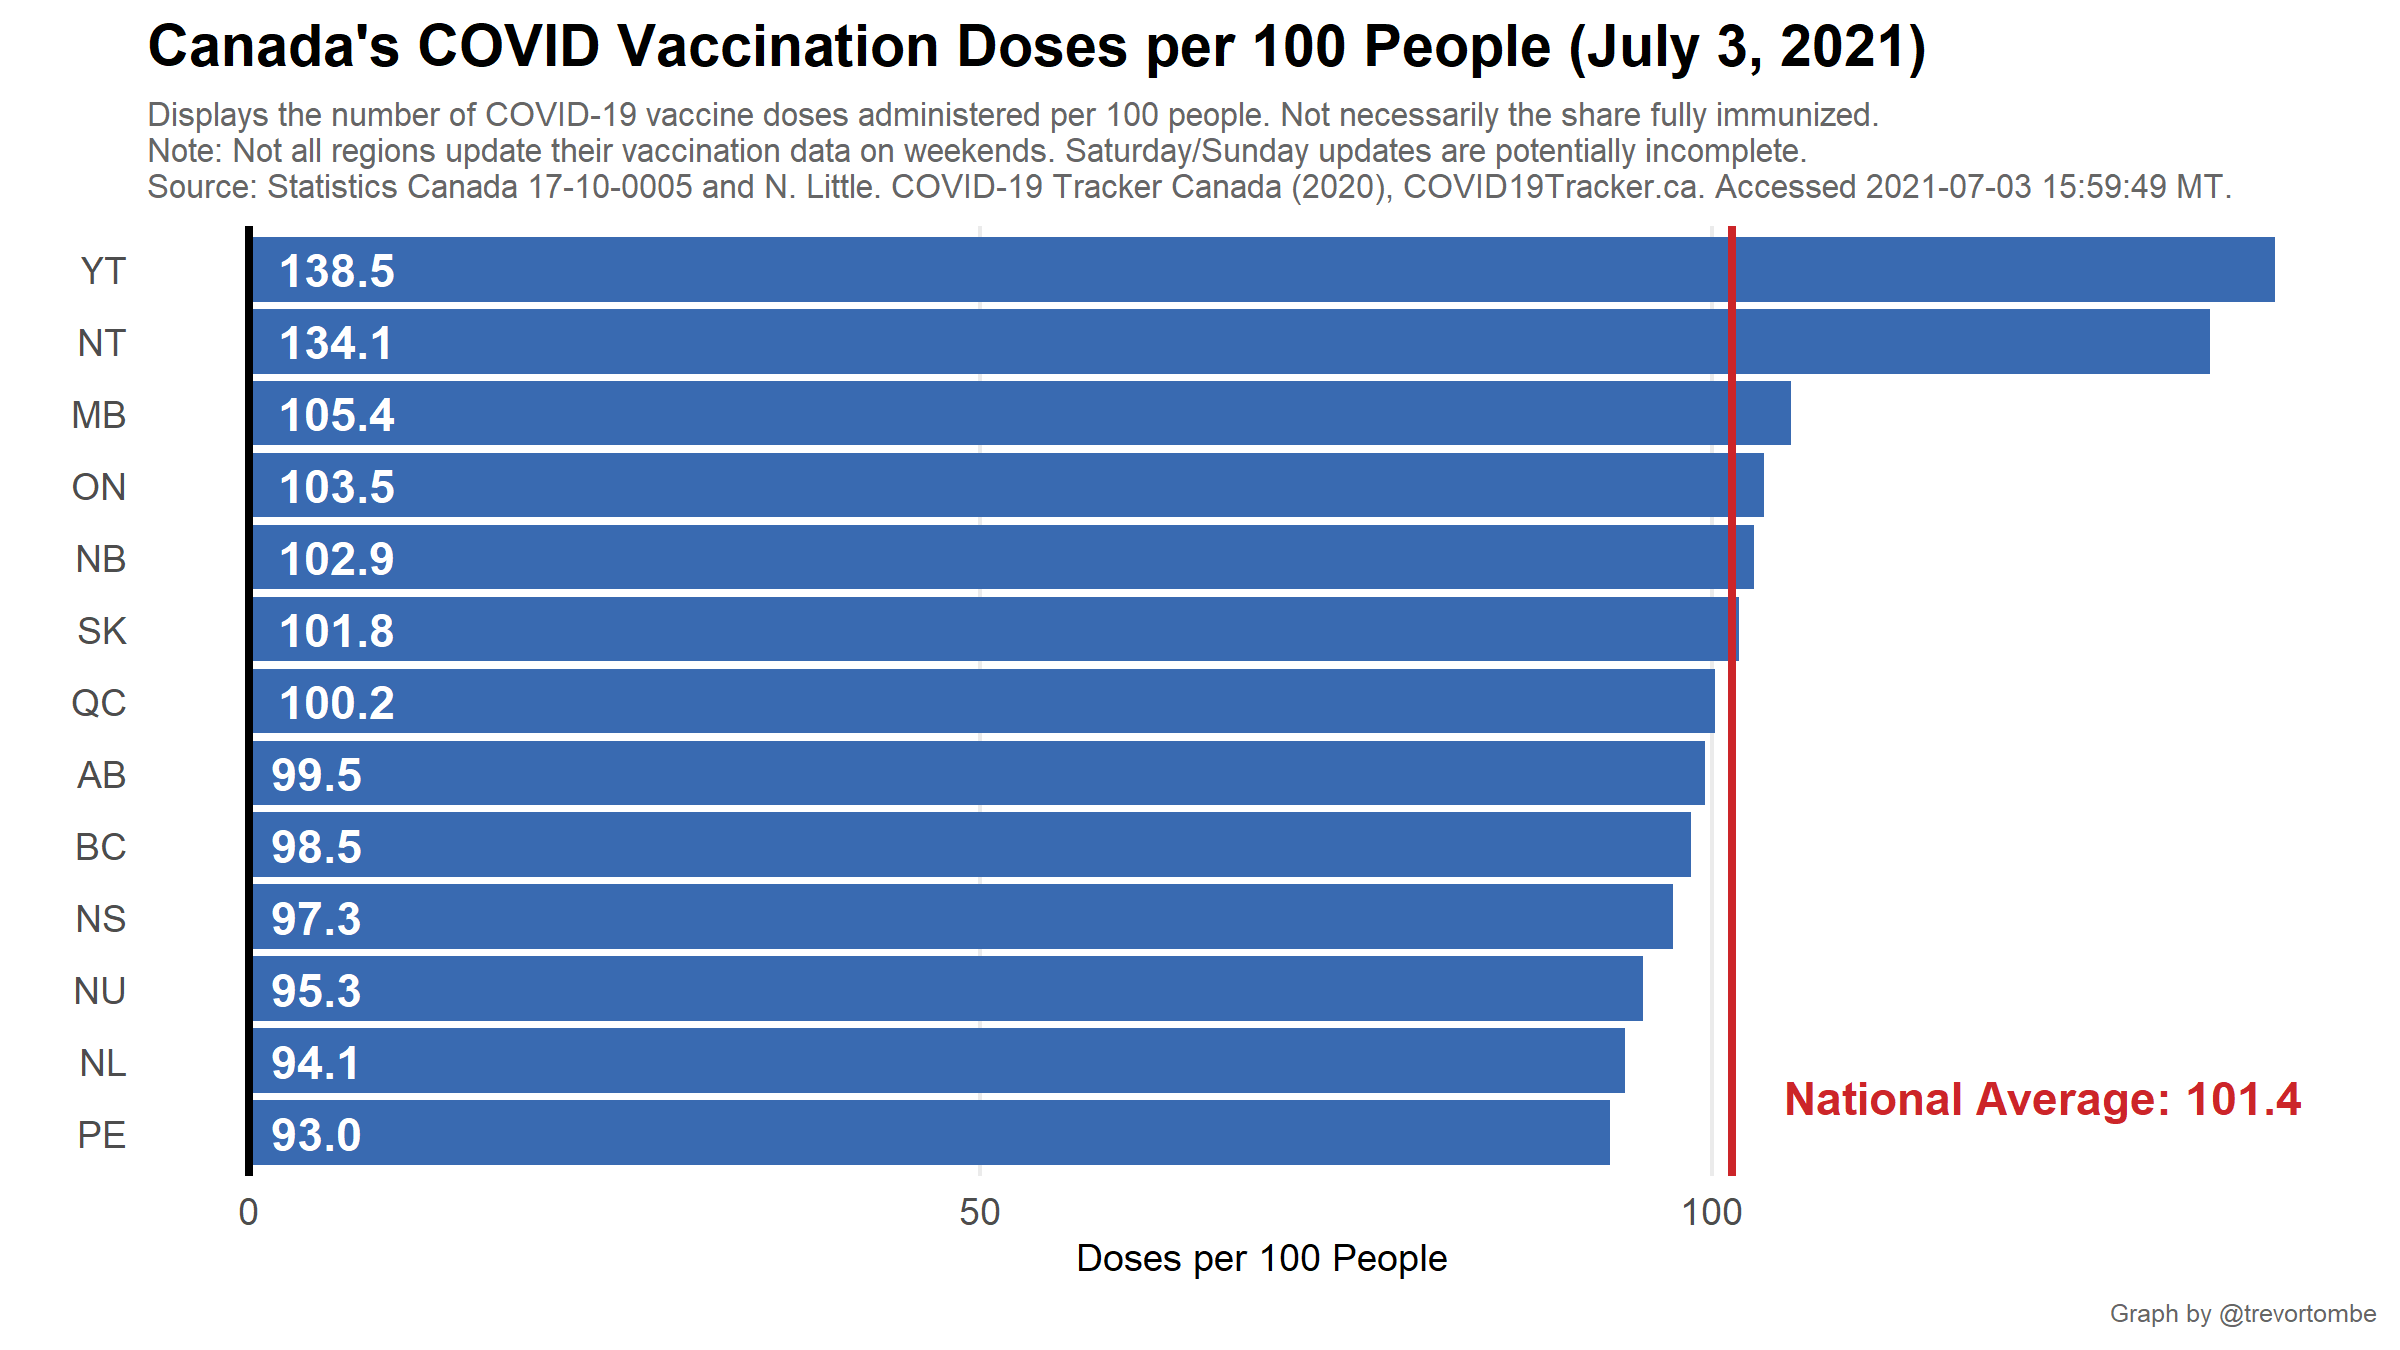 Canada's COVID Vaccination Doses per 100 People (July 3, 2021)
Displays the number of COVID-19 vaccine doses administered per 100 people. Not necessarily the share fully immunized.
Note: Not all regions update their vaccination data on weekends. Saturday/Sunday updates are potentially incomplete.
Source: Statistics Canada 17-10-0005 and N. Little. COVID-19 Tracker Canada (2020), COVID19Tracker.ca. Accessed 2021-07-03 15:59:49 MT.
YT 138.5
NT 134.1
MB 105.4
ON 103.5
NB 102.9
SK 101.8
QC 100.2
AB 99.5
BC 98.5
NS 97.3
NU 95.3
NL 94.1
National Average: 101.4
PE 93.0
0 50 100
Doses per 100 People
Graph by @trevortombe